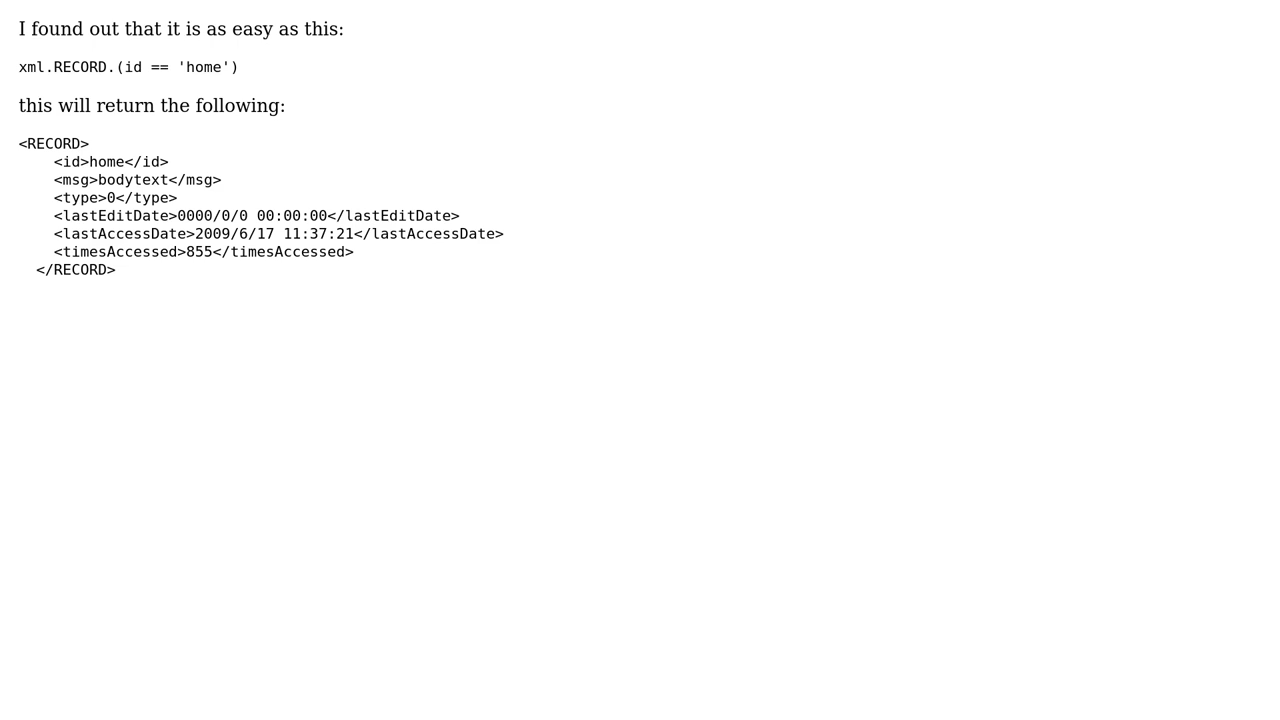 I found out that it is as easy as this:
xml.RECORD.(id == 'home')
this will return the following:
<RECORD>
    <id>home</id>
    <msg>bodytext</msg>
    <type>0</type>
    <lastEditDate>0000/0/0 00:00:00</lastEditDate>
    <lastAccessDate>2009/6/17 11:37:21</lastAccessDate>
    <timesAccessed>855</timesAccessed>
  </RECORD>